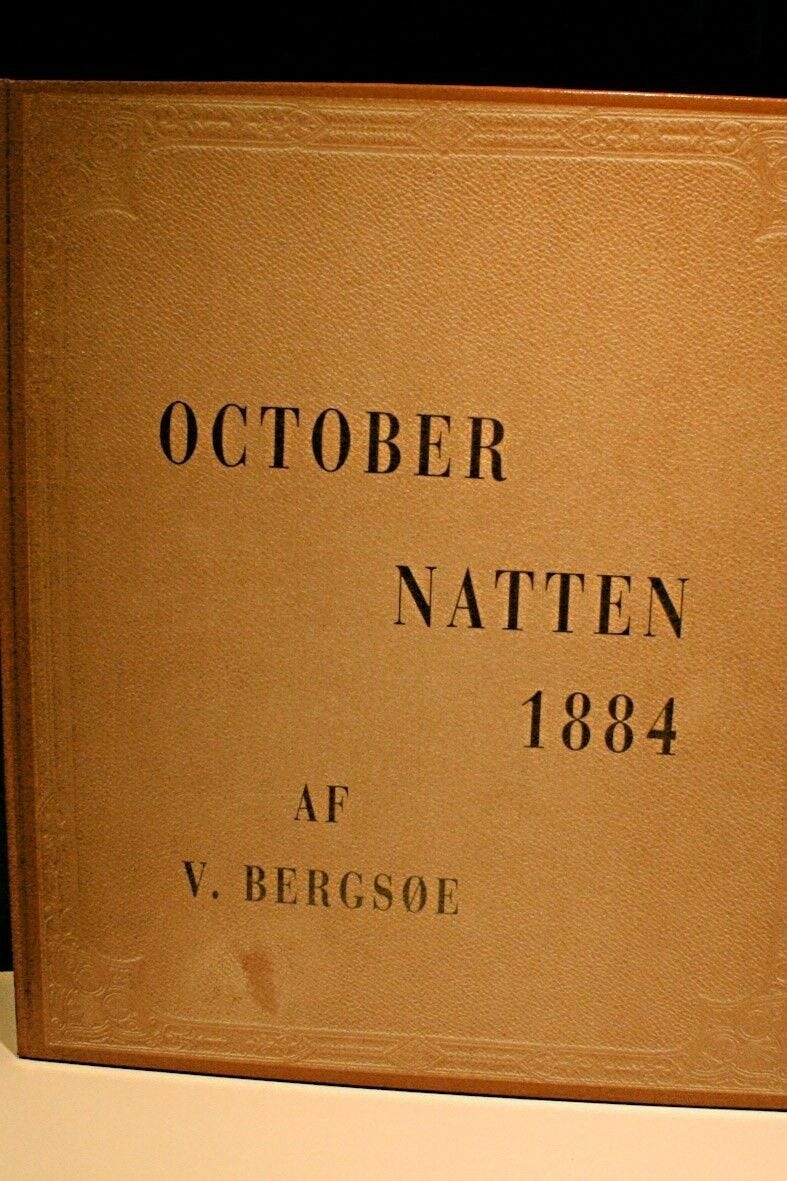 OCTOBER
NATTEN
1884
AF
V. BERGSØE